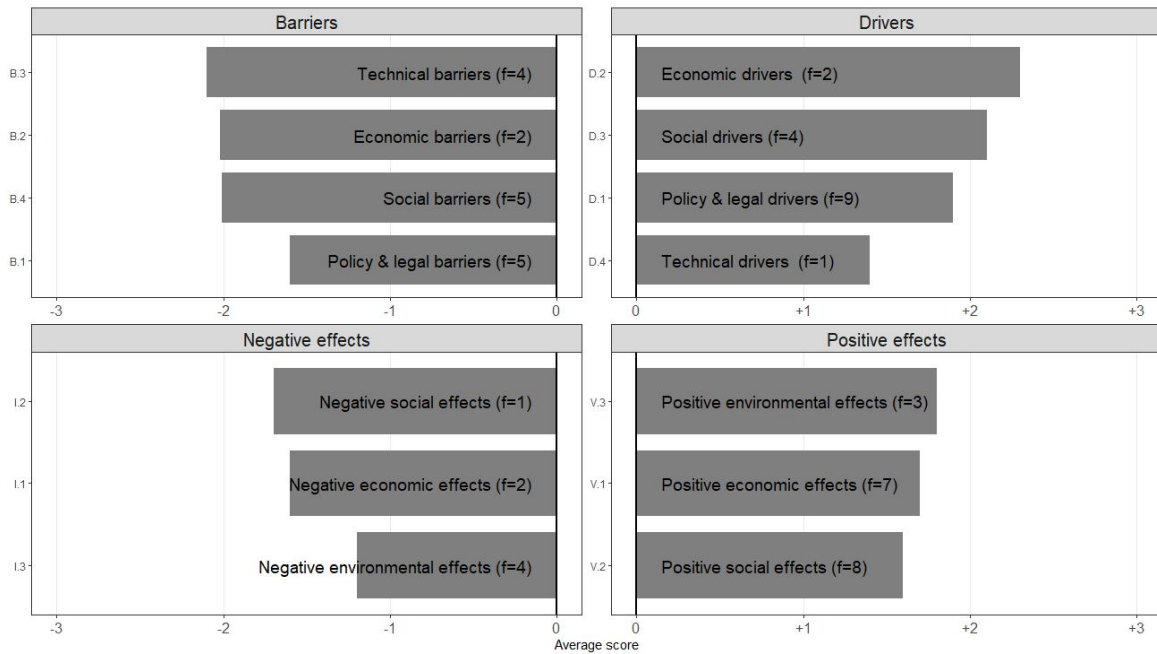 Barriers
B.3
Technical barriers (f=4)
B.2
Economic barriers (f=2)
B.4
Social barriers (f=5)
B.1
Policy & legal barriers (f=5)
-3
-2
-1
0
Drivers
D.2
Economic drivers  (f=2)
D.3
Social drivers (f=4)
D.1
Policy & legal drivers (f=9)
D.4
Technical drivers  (f=1)
0
+1
+2
+3
Negative effects
I.2
Negative social effects (f=1)
I.1
Negative economic effects (f=2)
I.3
Negative environmental effects (f=4)
-3
-2
-1
0
Positive effects
V.3
Positive environmental effects (f=3)
V.1
Positive economic effects (f=7)
V.2
Positive social effects (f=8)
0
+1
+2
+3
Average score